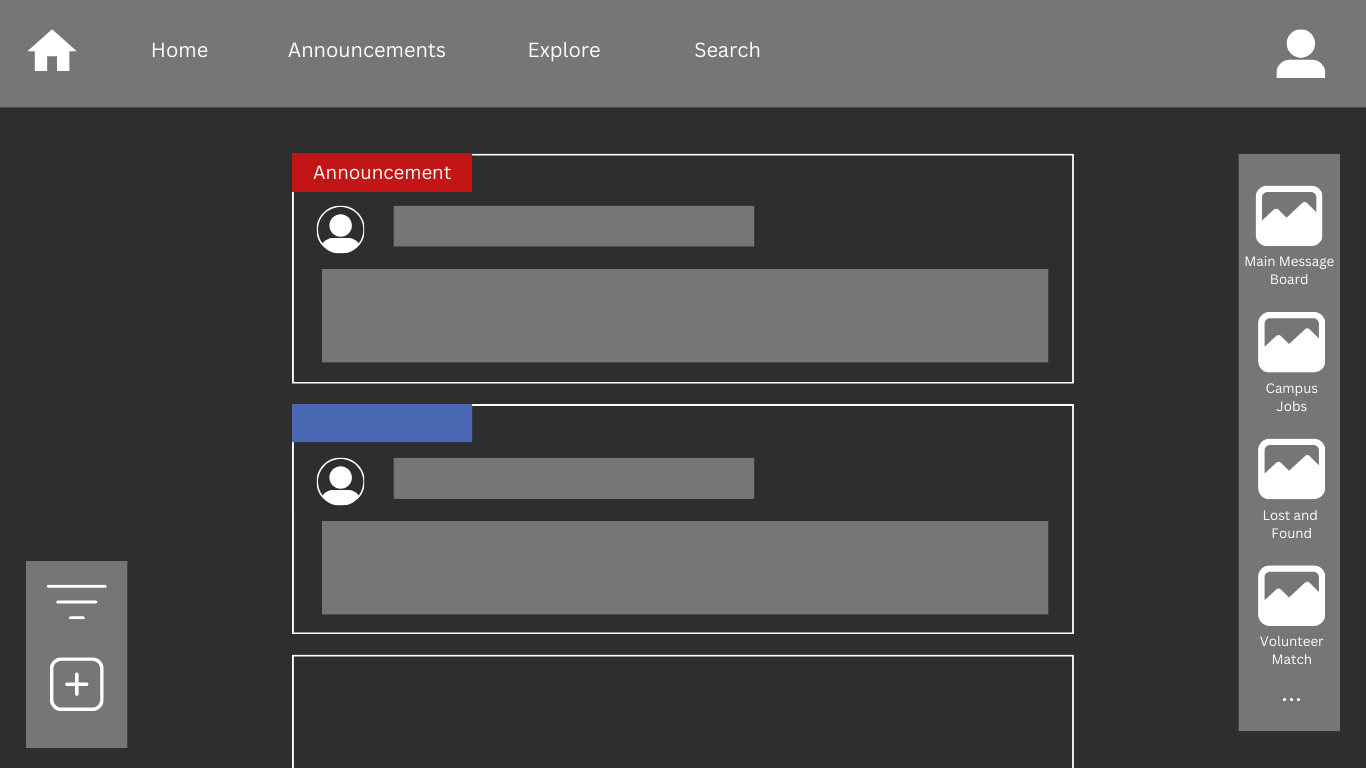 Home
Announcements
Explore
Search
Announcement
Main Message
Board
Campus
Jobs
Lost and
Found
Volunteer
Match
...